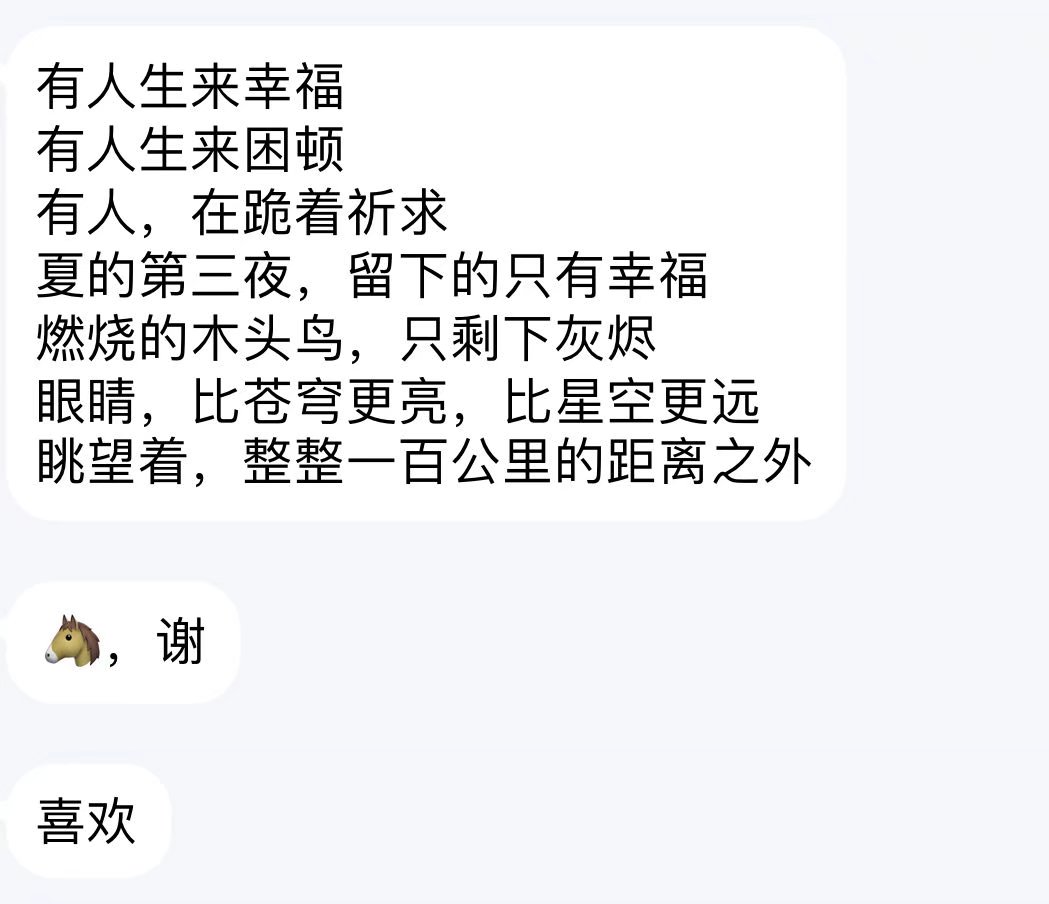 有人生来幸福
有人生来困顿
有人，在跪着祈求
夏的第三夜，留下的只有幸福
燃烧的木头鸟，只剩下灰烬
眼睛，比苍穹更亮，比星空更远
眺望着，整整一百公里的距离之外
🐴，谢
喜欢